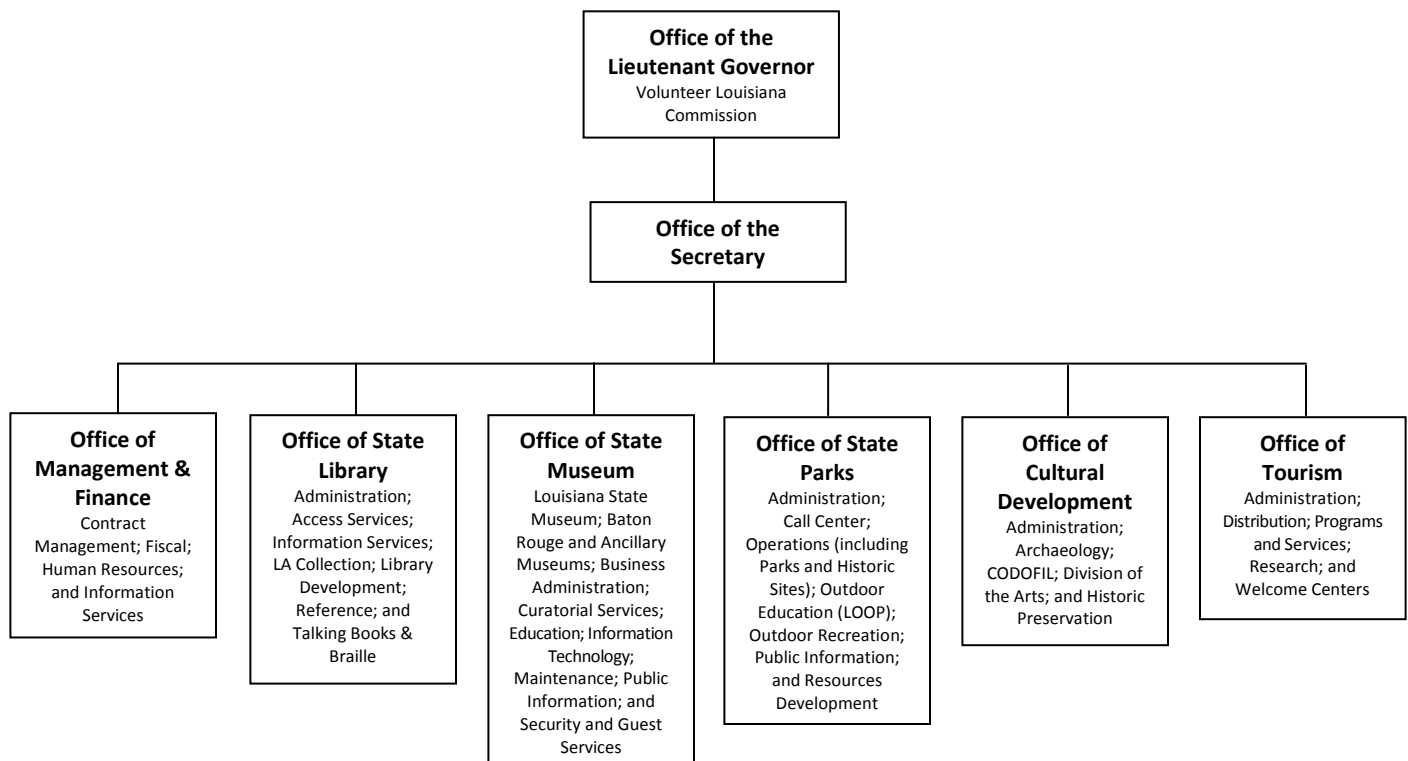 Office of the
Lieutenant Governor
Volunteer Louisiana
Commission
Office of the
Secretary
Office of
Management &
Finance
Contract
Management; Fiscal;
Human Resources;
and Information
Services
Office of State
Library
Administration;
Access Services;
Information Services;
LA Collection; Library
Development;
Reference; and
Talking Books &
Braille
Office of State
Museum
Louisiana State
Museum; Baton
Rouge and Ancillary
Museums; Business
Administration;
Curatorial Services;
Education; Information
Technology;
Maintenance; Public
Information; and
Security and Guest
Services
Office of State
Parks
Administration;
Call Center;
Operations (including
Parks and Historic
Sites); Outdoor
Education (LOOP);
Outdoor Recreation;
Public Information;
and Resources
Development
Office of
Cultural
Development
Administration;
Archaeology;
CODOFIL; Division of
the Arts; and Historic
Preservation
Office of
Tourism
Administration;
Distribution; Programs
and Services;
Research; and
Welcome Centers